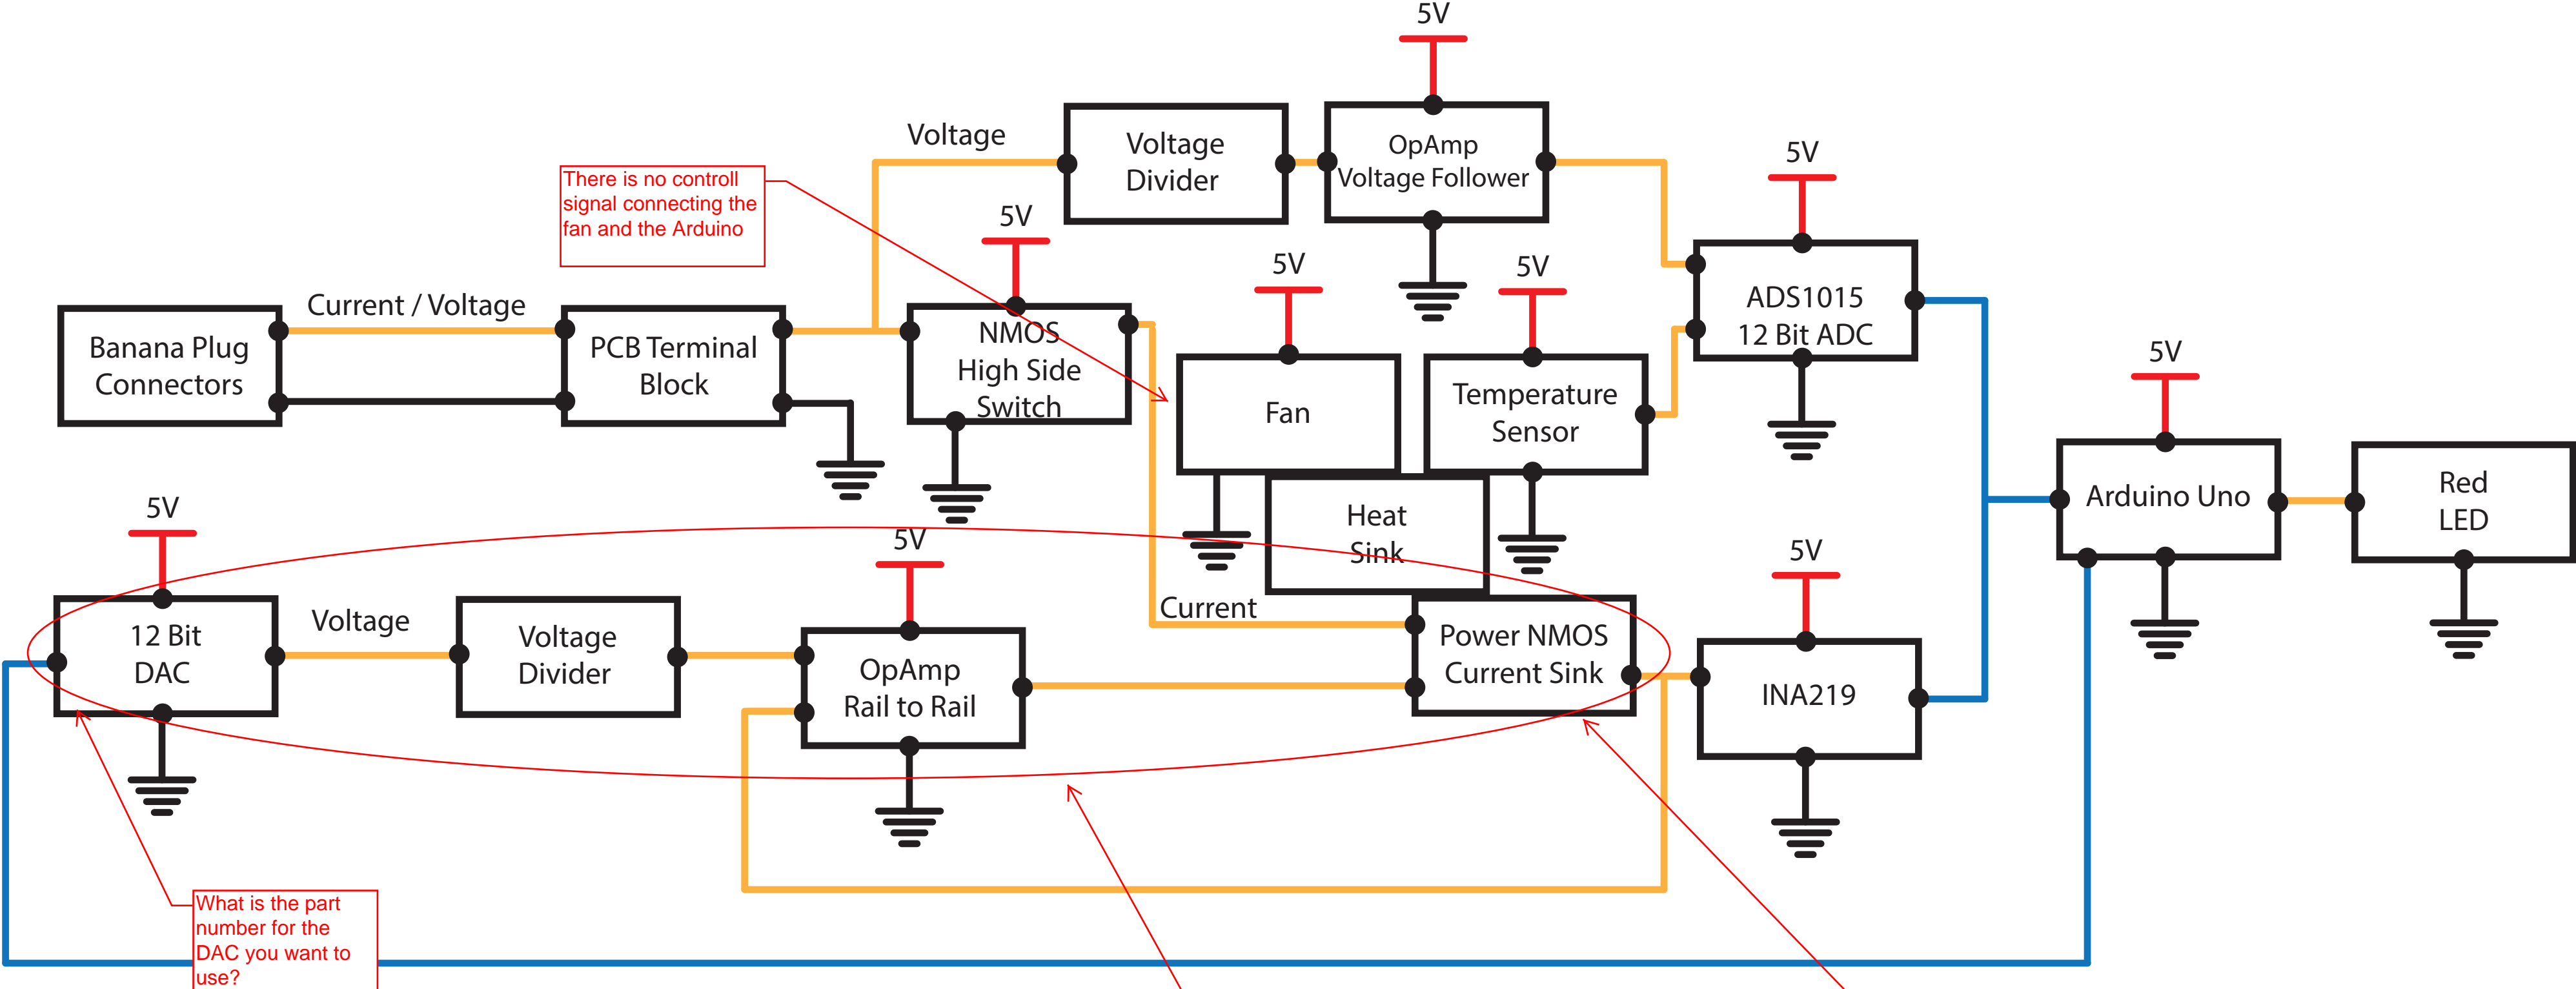 5V
Voltage
Voltage
Divider
OpAmp
Voltage Follower
5V
There is no controll
signal connecting the
fan and the Arduino
5V
5V
5V
ADS1015
12 Bit ADC
Current / Voltage
Banana Plug
Connectors
PCB Terminal
Block
NMOS
High Side
Switch
Fan
Temperature
Sensor
5V
Arduino Uno
Red
LED
Heat
Sink
5V
5V
5V
12 Bit
DAC
Voltage
Voltage
Divider
OpAmp
Rail to Rail
Current
Power NMOS
Current Sink
INA219
What is the part
number for the
DAC you want to
use?